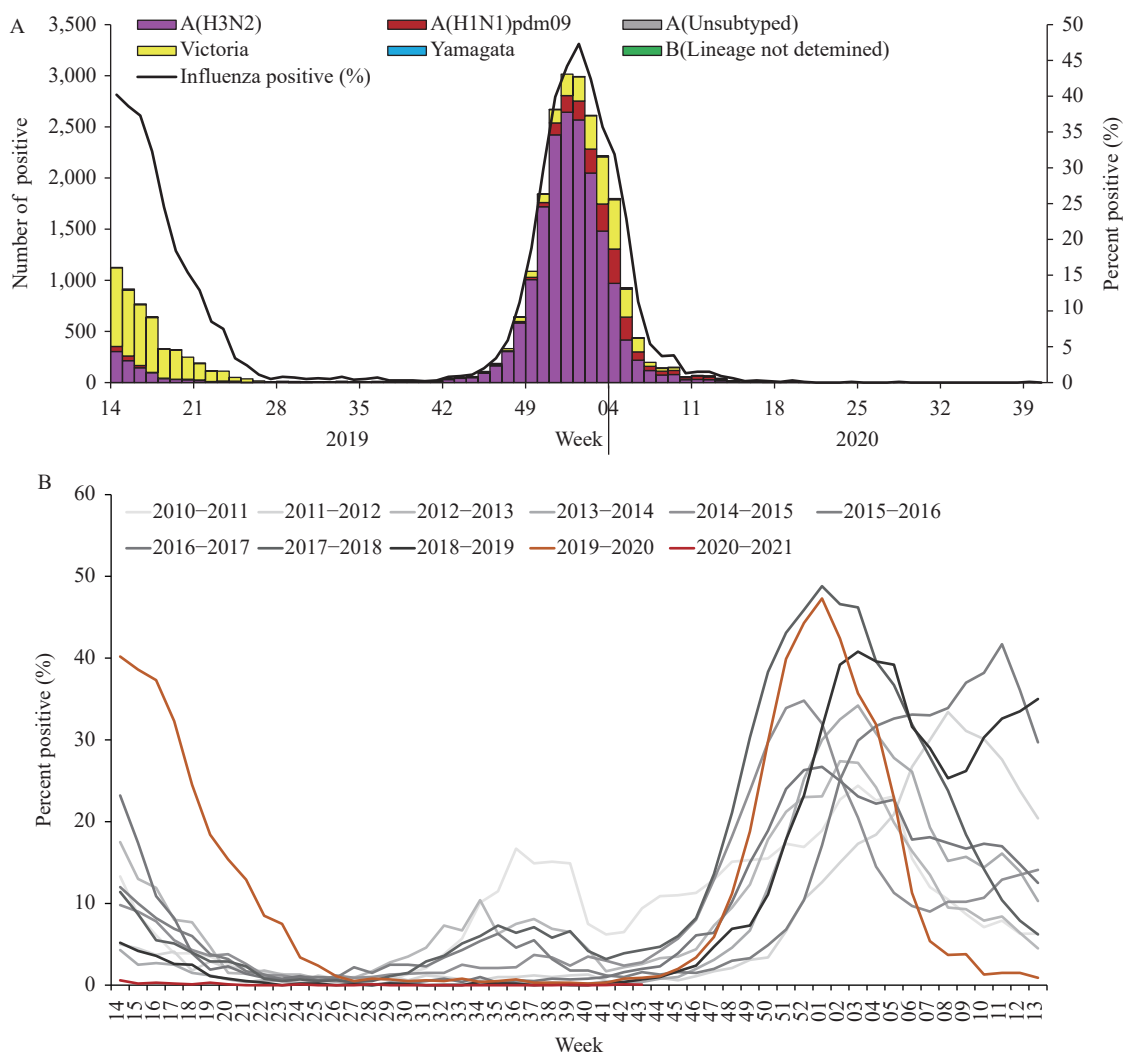 A
A(H3N2) A(H1N1)pdm09 A(Unsubtyped)
Victoria Yamagata B(Lineage not detemined)
Influenza positive (%)
Number of positive
3,500
3,000
2,500
2,000
1,500
1,000
500
0
Percent positive (%)
50
45
40
35
30
25
20
15
10
5
0
14 21 28 35 42 49 04 11 18 25 32 39
2019 Week 2020
B
2010−2011 2011−2012 2012−2013 2013−2014 2014−2015 2015−2016
2016−2017 2017−2018 2018−2019 2019−2020 2020−2021
Percent positive (%)
60
50
40
30
20
10
0
14 15 16 17 18 19 20 21 22 23 24 25 26 27 28 29 30 31 32 33 34 35 36 37 38 39 40 41 42 43 44 45 46 47 48 49 50 51 52 01 02 03 04 05 06 07 08 09 10 11 12 13
Week